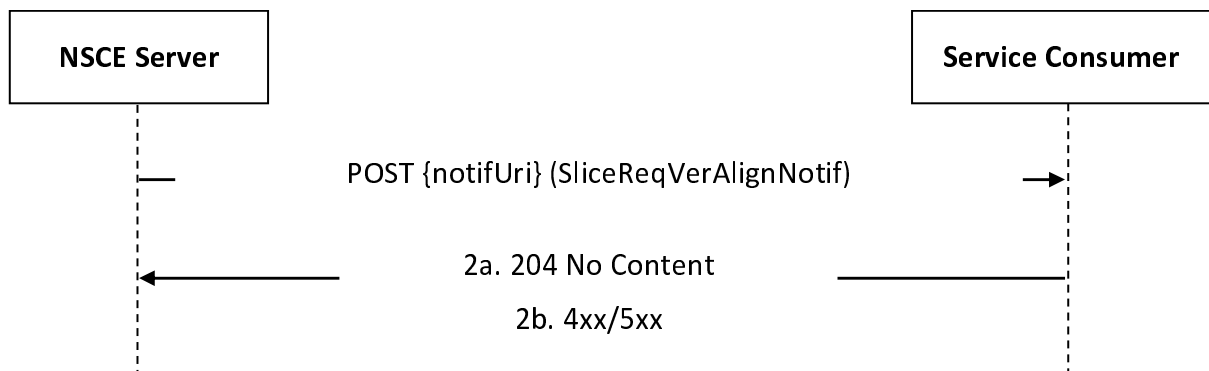 NSCE Server
Service Consumer
POST {notifUri} (SliceReqVerAlignNotif)
2a. 204 No Content
2b. 4xx/5xx